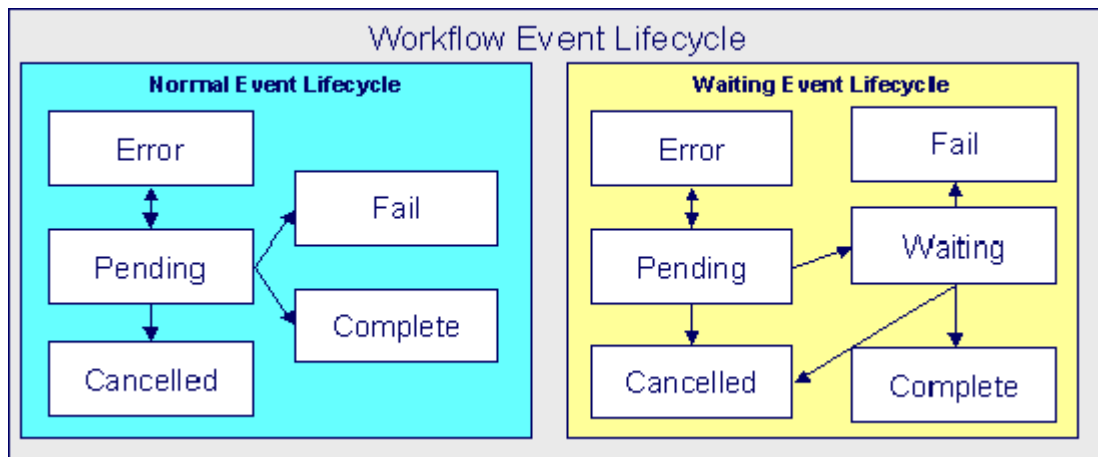 Workflow Event Lifecycle
Normal Event Lifecycle
Error
Pending
Cancelled
Fail
Complete
Waiting Event Lifecycle
Error
Pending
Cancelled
Fail
Waiting
Complete